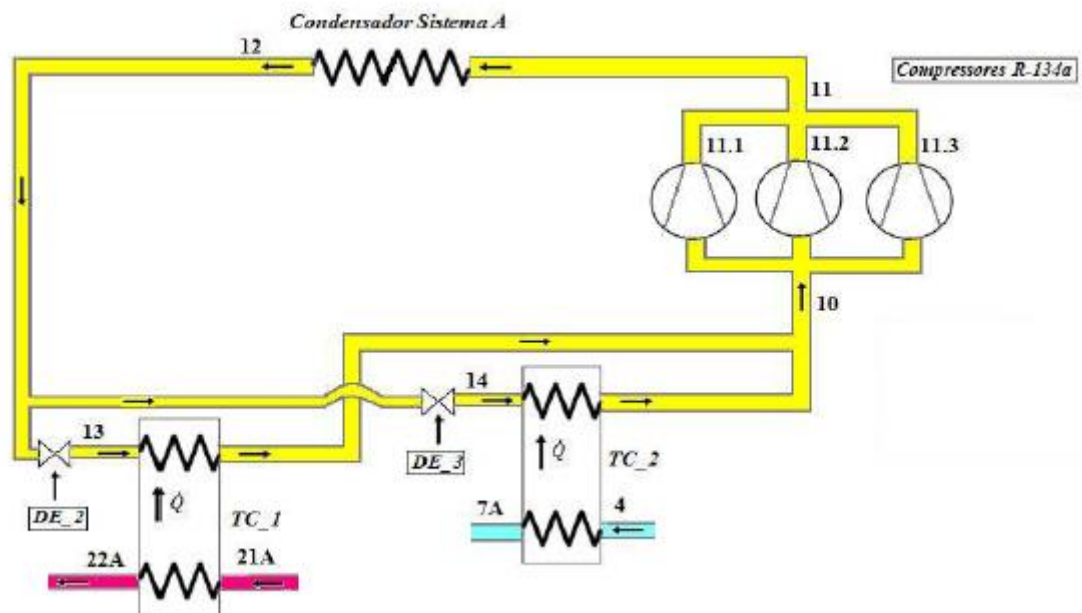 Condensador Sistema A
12
Compressores R-134a
11
11.1
11.2
11.3
10
14
13
DE_3
Q̇
TC_2
7A
4
DE_2
Q̇
TC_1
22A
21A